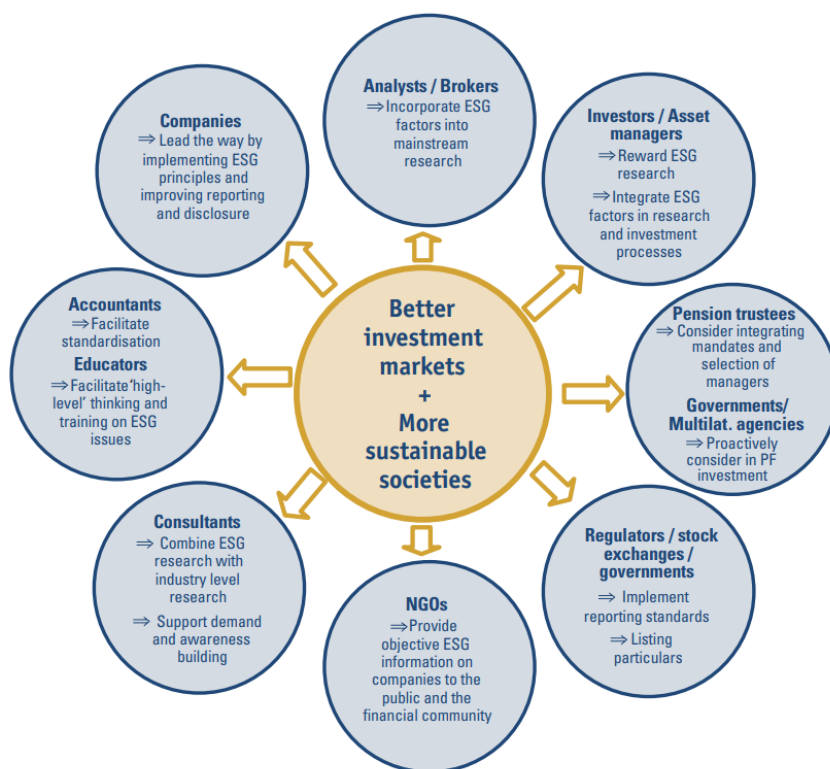 Analysts / Brokers
⇒ Incorporate ESG
factors into
mainstream
research
Investors / Asset
managers
⇒ Reward ESG
research
⇒ Integrate ESG
factors in research
and investment
processes
Pension trustees
⇒ Consider integrating
mandates and
selection of
managers
Governments/
Multilat. agencies
⇒ Proactively
consider in PF
investment
Regulators / stock
exchanges /
governments
⇒ Implement
reporting standards
⇒ Listing
particulars
NGOs
⇒ Provide
objective ESG
information on
companies to the
public and the
financial community
Consultants
⇒ Combine ESG
research with
industry level
research
⇒ Support demand
and awareness
building
Accountants
⇒ Facilitate
standardisation
Educators
⇒ Facilitate 'high-
level' thinking and
training on ESG
issues
Companies
⇒ Lead the way by
implementing ESG
principles and
improving reporting
and disclosure
Better
investment
markets
+
More
sustainable
societies